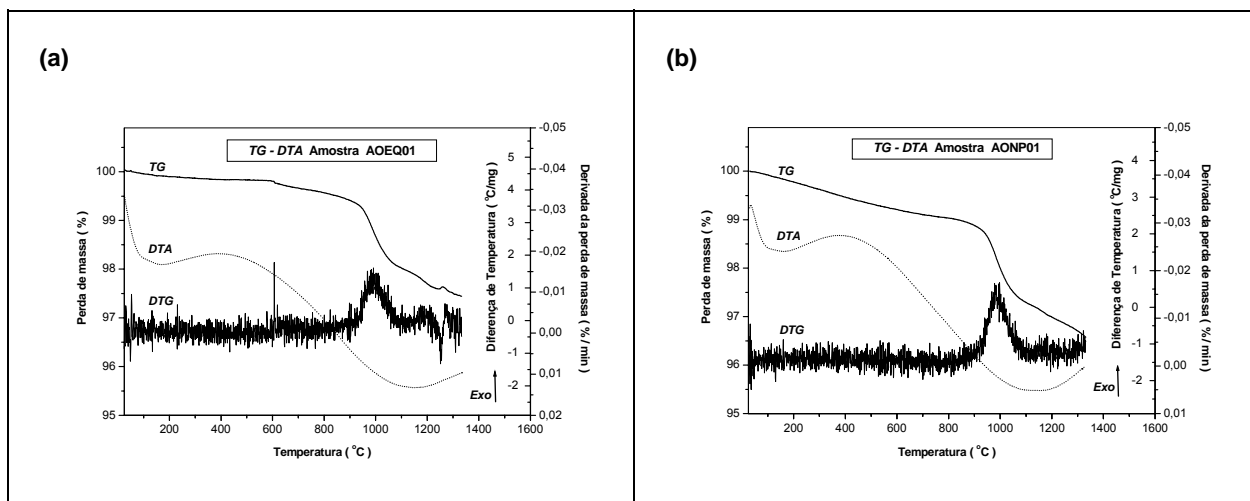 (a)
TG - DTA Amostra AOEQ01
TG
DTA
DTG
Exo
100
99
98
97
96
95
Perda de massa ( % )
200 400 600 800 1000 1200 1400 1600
Temperatura ( °C )
5
4
3
2
1
0
-1
-2
Diferença de Temperatura ( °C/mg )
-0,05
-0,04
-0,03
-0,02
-0,01
0,00
0,01
0,02
Derivada da perda de massa ( % / min )
(b)
TG - DTA Amostra AONP01
TG
DTA
DTG
Exo
100
99
98
97
96
95
Perda de massa ( % )
200 400 600 800 1000 1200 1400 1600
Temperatura ( °C )
4
3
2
1
0
-1
-2
Diferença de Temperatura ( °C/mg )
-0,05
-0,04
-0,03
-0,02
-0,01
0,00
0,01
Derivada da perda de massa ( % / min )